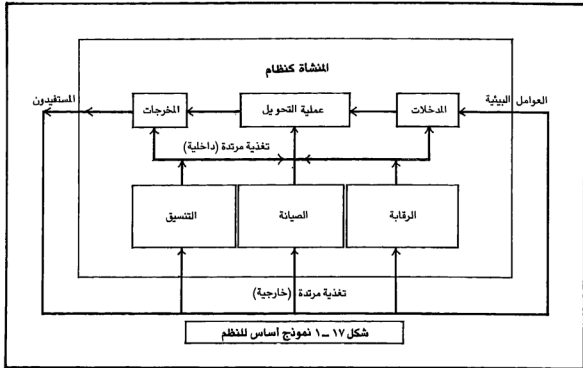 المنشأة كنظام
العوامل البيئية
المدخلات
عملية التحويل
المخرجات
المستفيدون
تغذية مرتدة (داخلية)
الرقابة
الصيانة
التنسيق
تغذية مرتدة (خارجية)
شكل ١٧ – ١ نموذج أساس للنظم